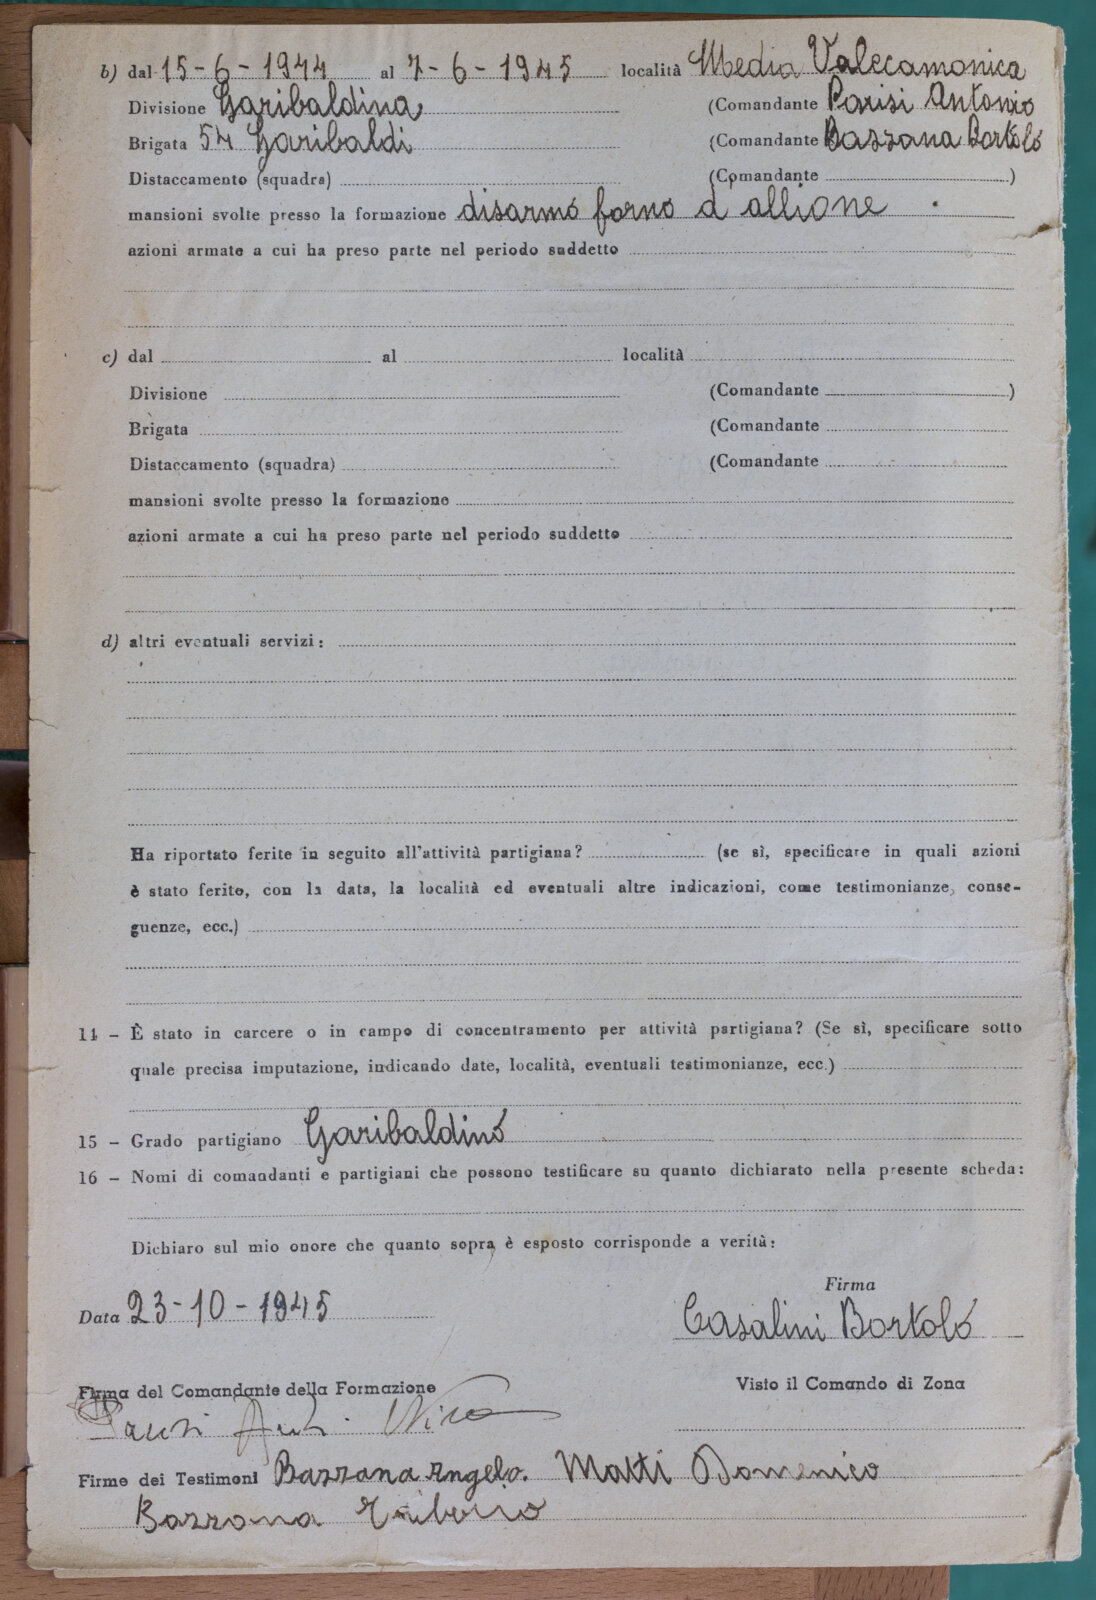 b) dal 15-6-1944 al 7-6-1945 località Media Valecamonica
Divisione Garibaldina (Comandante Parisi Antonio
Brigata 54 Garibaldi (Comandante Bazzana Bortolo
Distaccamento (squadra) (Comandante )
mansioni svolte presso la formazione disarmo forno d'allione
azioni armate a cui ha preso parte nel periodo suddetto
c) dal al località
Divisione (Comandante )
Brigata (Comandante
Distaccamento (squadra) (Comandante
mansioni svolte presso la formazione
azioni armate a cui ha preso parte nel periodo suddetto
d) altri eventuali servizi:
Ha riportato ferite in seguito all'attività partigiana? (se sì, specificare in quali azioni
è stato ferito, con la data, la località ed eventuali altre indicazioni, come testimonianze, conse-
guenze, ecc.)
14 - È stato in carcere o in campo di concentramento per attività partigiana? (Se sì, specificare sotto
quale precisa imputazione, indicando date, località, eventuali testimonianze, ecc.)
15 - Grado partigiano Garibaldino
16 - Nomi di comandanti e partigiani che possono testificare su quanto dichiarato nella presente scheda:
Dichiaro sul mio onore che quanto sopra è esposto corrisponde a verità:
Firma
Data 23-10-1945 Casalini Bortolo
Firma del Comandante della Formazione Visto il Comando di Zona
Firme dei Testimoni Bazzana Angelo. Matti Domenico
Bazzana